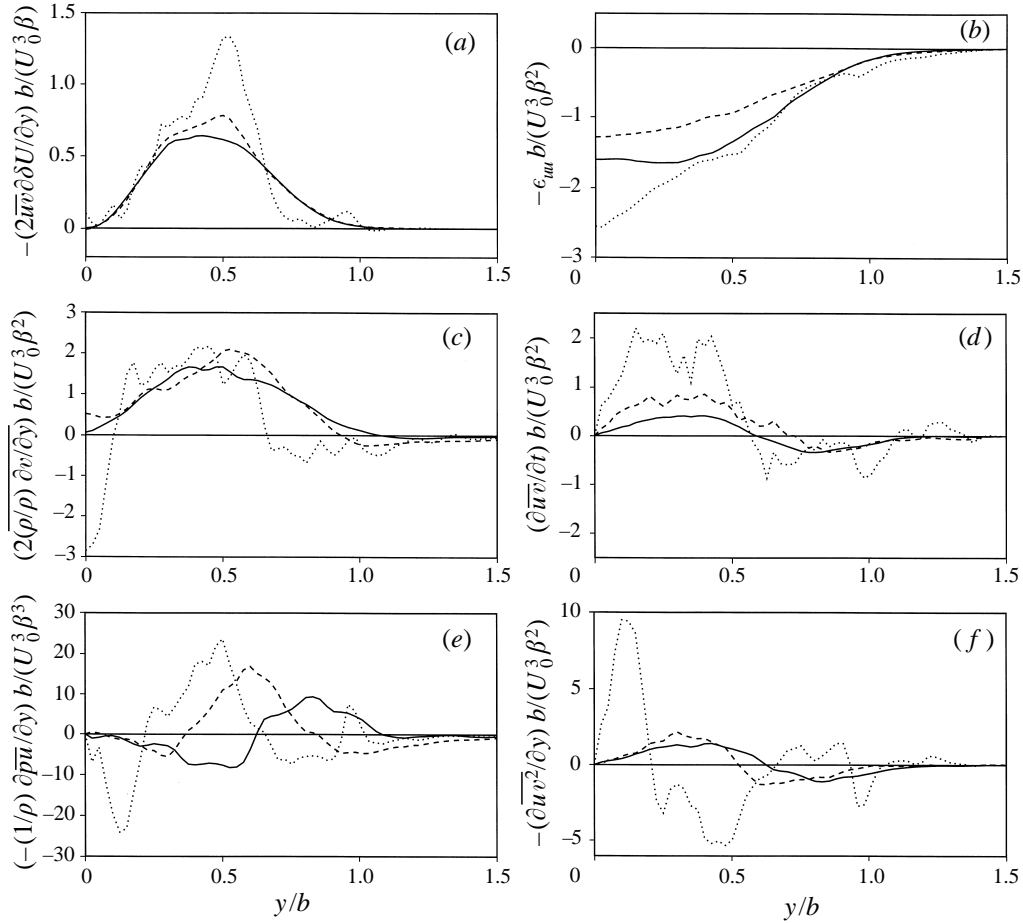 1.5
1.0
0.5
0
0 0.5 1.0 1.5
(a)
−(2\overline{uv}∂δU/∂y) b/(U_0^3β)
0
−1
−2
−3
0 0.5 1.0 1.5
(b)
−ϵ_{uu} b/(U_0^3β^2)
3
2
1
0
−1
−2
−3
0 0.5 1.0 1.5
(c)
(2\overline{(ρ/ρ) ∂v/∂y}) b/(U_0^3β^2)
2
1
0
−1
−2
0 0.5 1.0 1.5
(d)
(∂\overline{uv}/∂t) b/(U_0^3β^2)
30
20
10
0
−10
−20
−30
0 0.5 1.0 1.5
(e)
(−(1/ρ) ∂\overline{pu}/∂y) b/(U_0^3β^3)
y/b
10
5
0
−5
0 0.5 1.0 1.5
(f)
−(∂\overline{uv^2}/∂y) b/(U_0^3β^2)
y/b